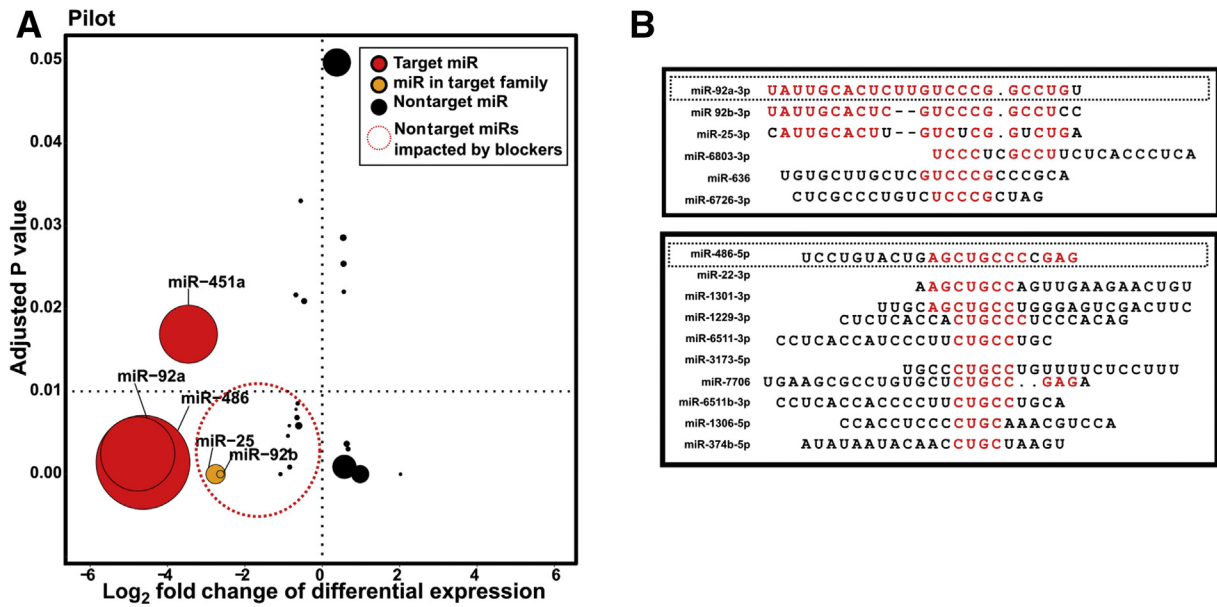 A
Pilot
Adjusted P value
0.05
0.04
0.03
0.02
0.01
0.00
Target miR
miR in target family
Nontarget miR
Nontarget miRs
impacted by blockers
miR-451a
miR-92a
miR-486
miR-25
miR-92b
-6 -4 -2 0 2 4 6
Log2 fold change of differential expression
B
miR-92a-3p UAUUGCACUCUUGUCCCG.GCCUGU
miR 92b-3p UAUUGCACUC--GUCCCG.GCCUCC
miR-25-3p CAUUGCACUU--GUCUCG.GUCUGA
miR-6803-3p UCCCUCGCCUUCUCACCCUCA
miR-636 UGUGCUUGCUCGUCCCGCCCGCA
miR-6726-3p CUCGCCCUGUCUCCCGCUAG
miR-486-5p UCCUGUACUGAGCUGCCCCGAG
miR-22-3p AAGCUGCCAGUUGAAGAACUGU
miR-1301-3p UUGCAGCUGCCUGGGAGUCGACUUC
miR-1229-3p CUCUCACCACUGCCCUCCCACAG
miR-6511-3p CCUCACCAUCCCUUCUGCCUGC
miR-3173-5p UGCCCUGCCUGUUUUCUCCUUU
miR-7706 UGAAGCGCCUGUGCUCUGCC..GAGA
miR-6511b-3p CCUCACCACCCCUUCUGCCUGCA
miR-1306-5p CCACCUCCCCUGCAAACGUCCA
miR-374b-5p AUAUAAUACAACCUGCUAAGU